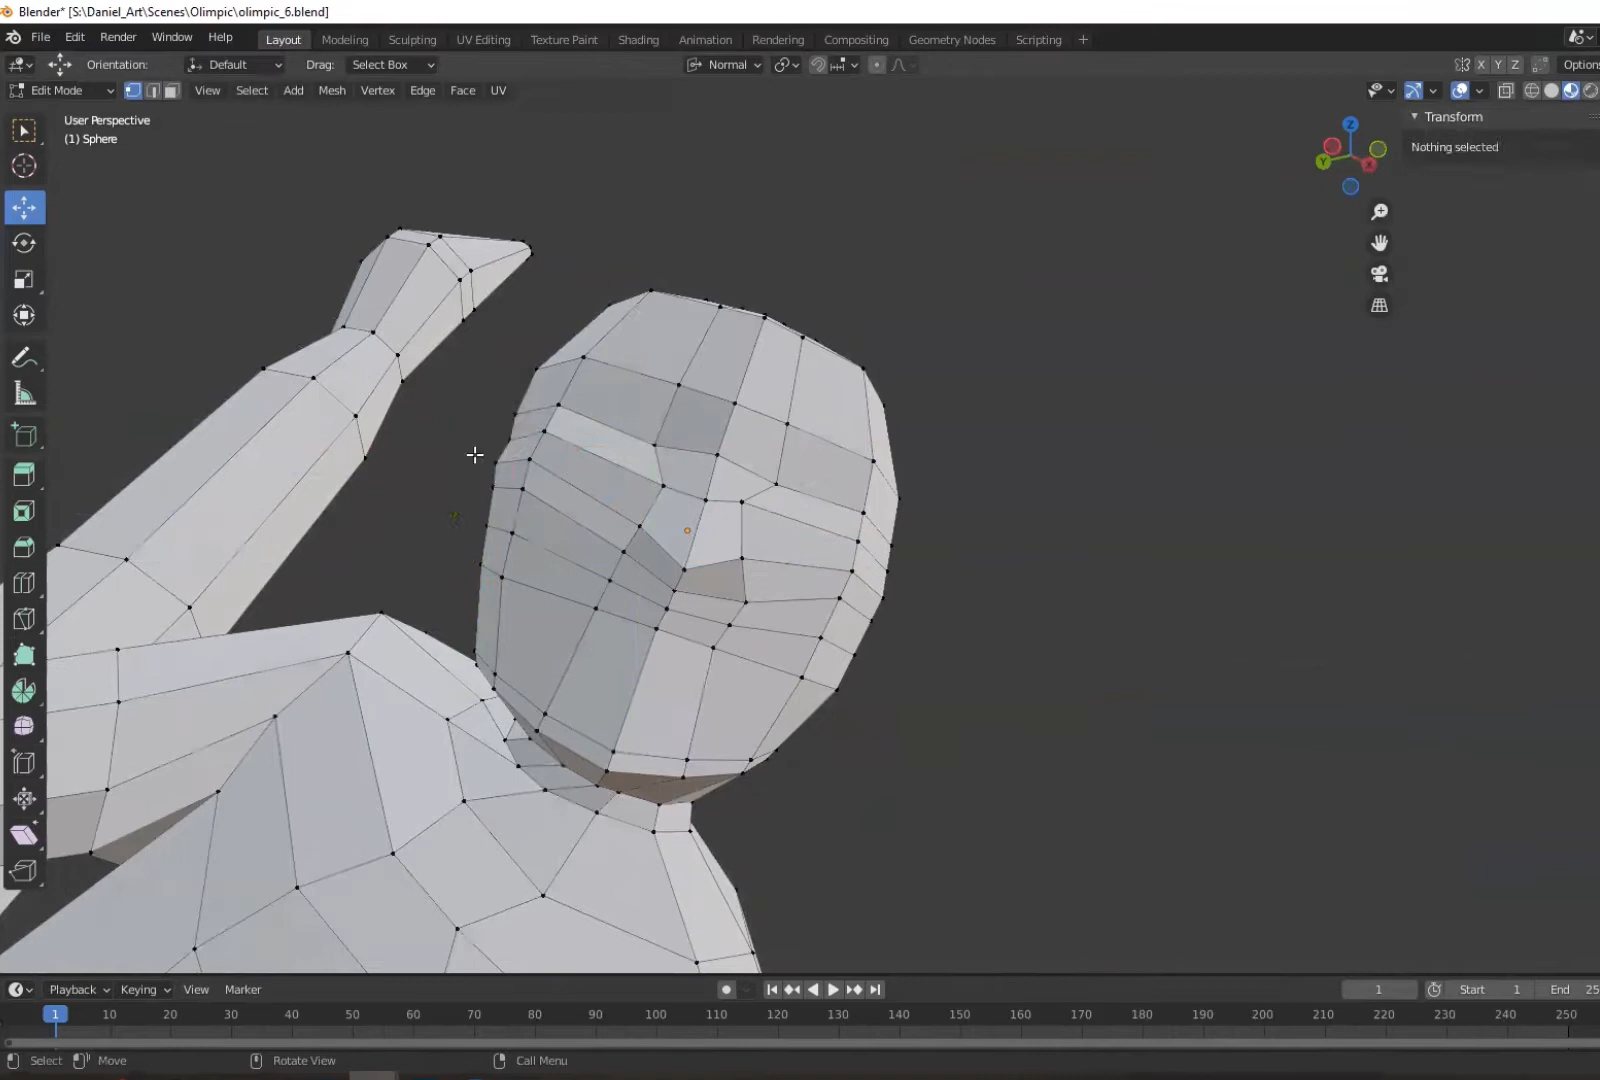 Blender* [S:\Daniel_Art\Scenes\Olimpic\olimpic_6.blend]
File Edit Render Window Help Layout Modeling Sculpting UV Editing Texture Paint Shading Animation Rendering Compositing Geometry Nodes Scripting +
Orientation: Default Drag: Select Box Normal X Y Z Options
Edit Mode View Select Add Mesh Vertex Edge Face UV
User Perspective
(1) Sphere
Transform
Nothing selected
Z
Y
X
Playback Keying View Marker 1 Start 1 End 25
1 10 20 30 40 50 60 70 80 90 100 110 120 130 140 150 160 170 180 190 200 210 220 230 240 250
Select Move Rotate View Call Menu